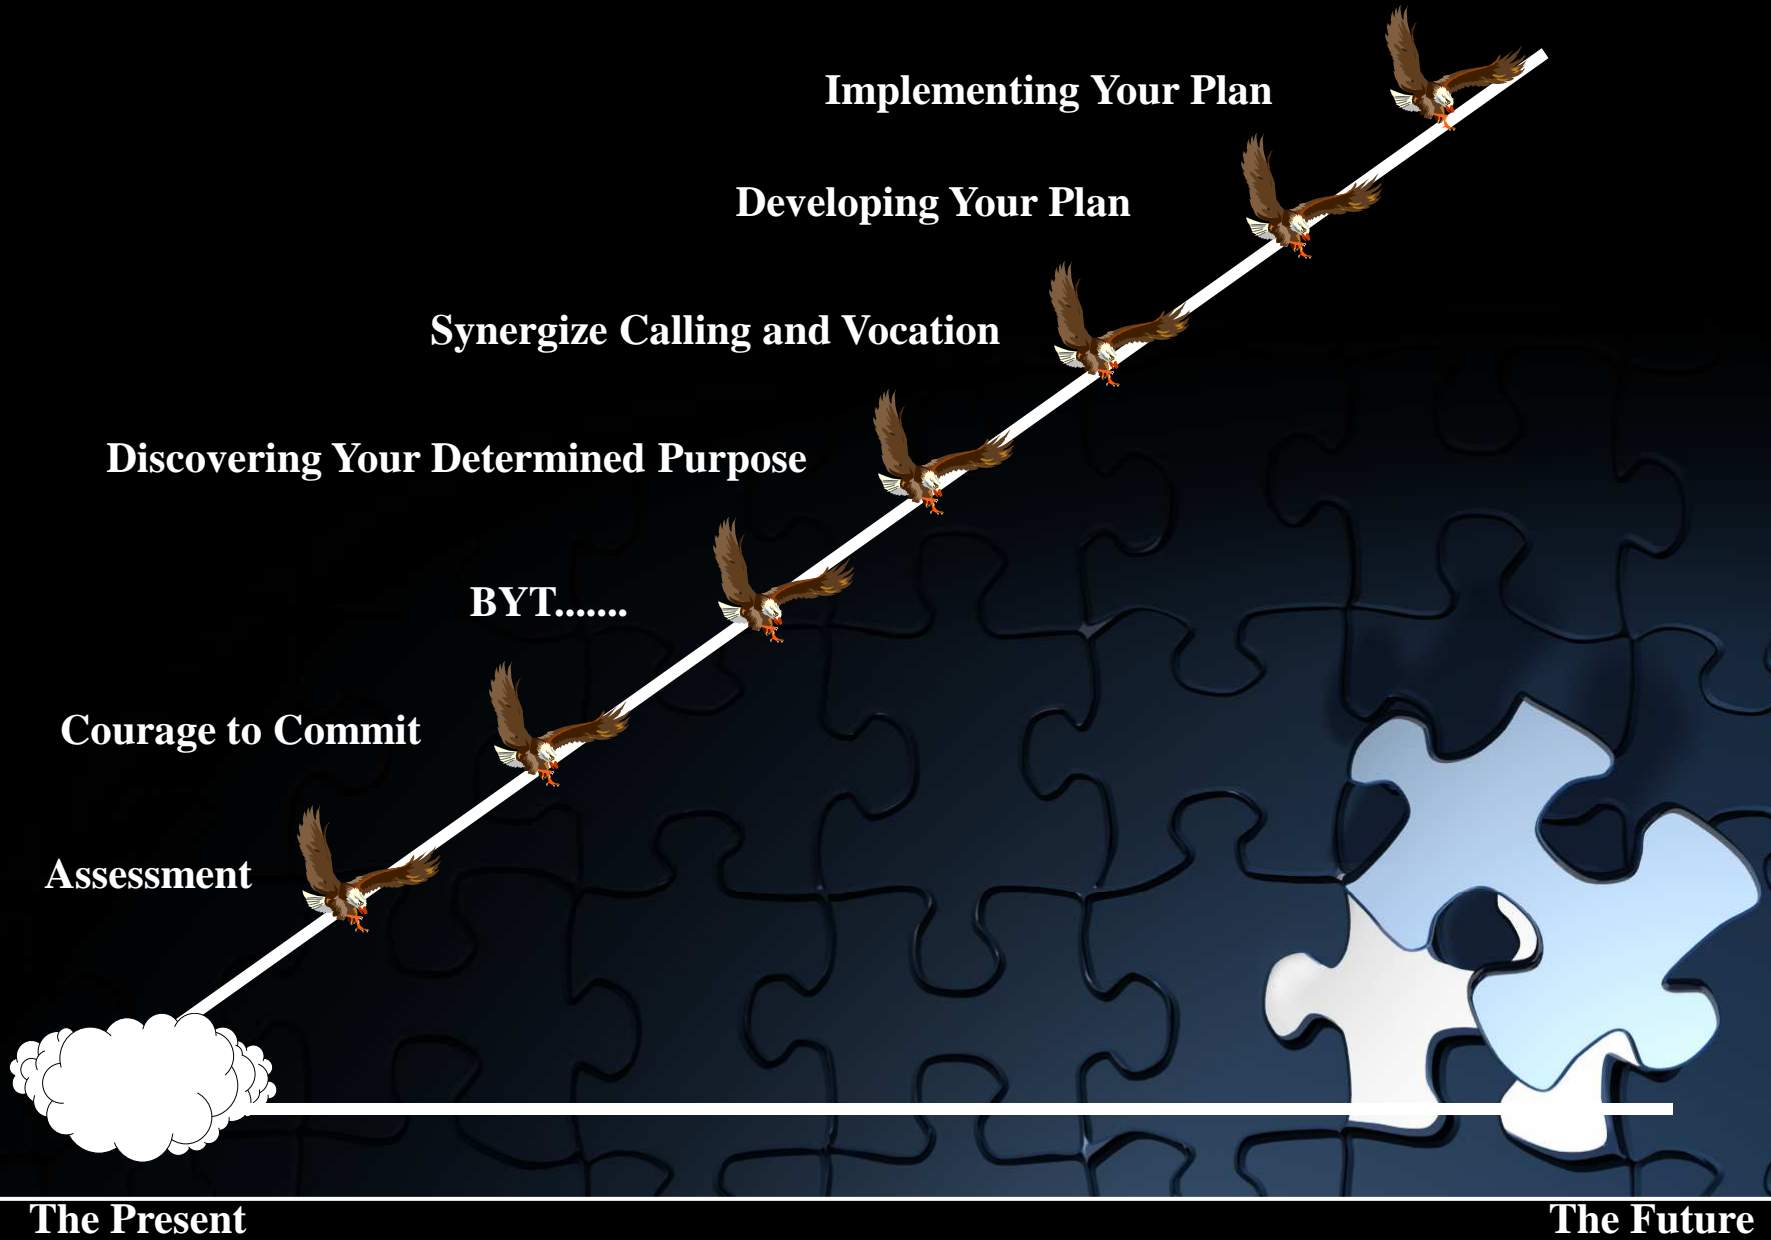 Implementing Your Plan
Developing Your Plan
Synergize Calling and Vocation
Discovering Your Determined Purpose
BYT.......
Courage to Commit
Assessment
The Present
The Future